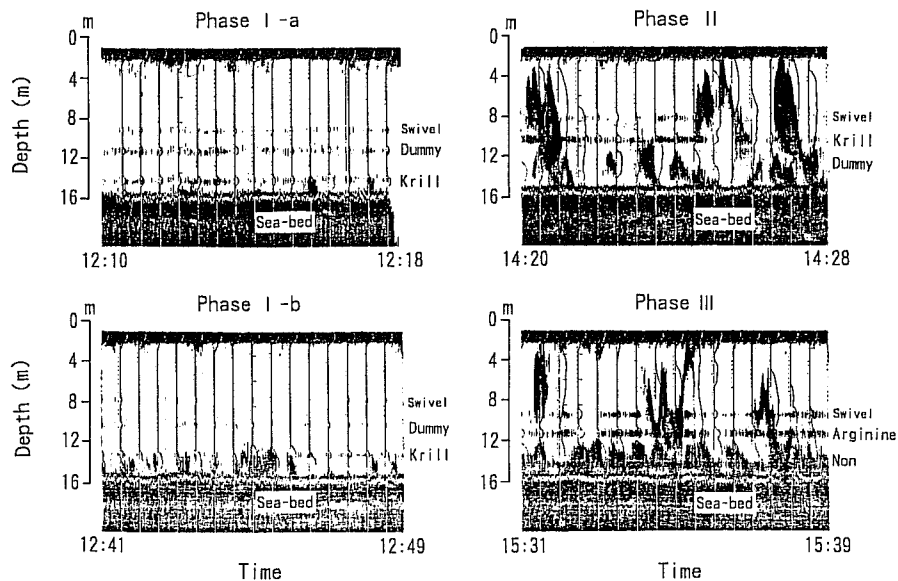 Phase I-a
m
0
4
8
12
16
Depth (m)
Swivel
Dummy
Krill
Sea-bed
12:10
12:18
Phase II
m
0
4
8
12
16
Swivel
Krill
Dummy
Sea-bed
14:20
14:28
Phase I-b
m
0
4
8
12
16
Depth (m)
Swivel
Dummy
Krill
Sea-bed
12:41
12:49
Time
Phase III
m
0
4
8
12
16
Swivel
Arginine
Non
Sea-bed
15:31
15:39
Time